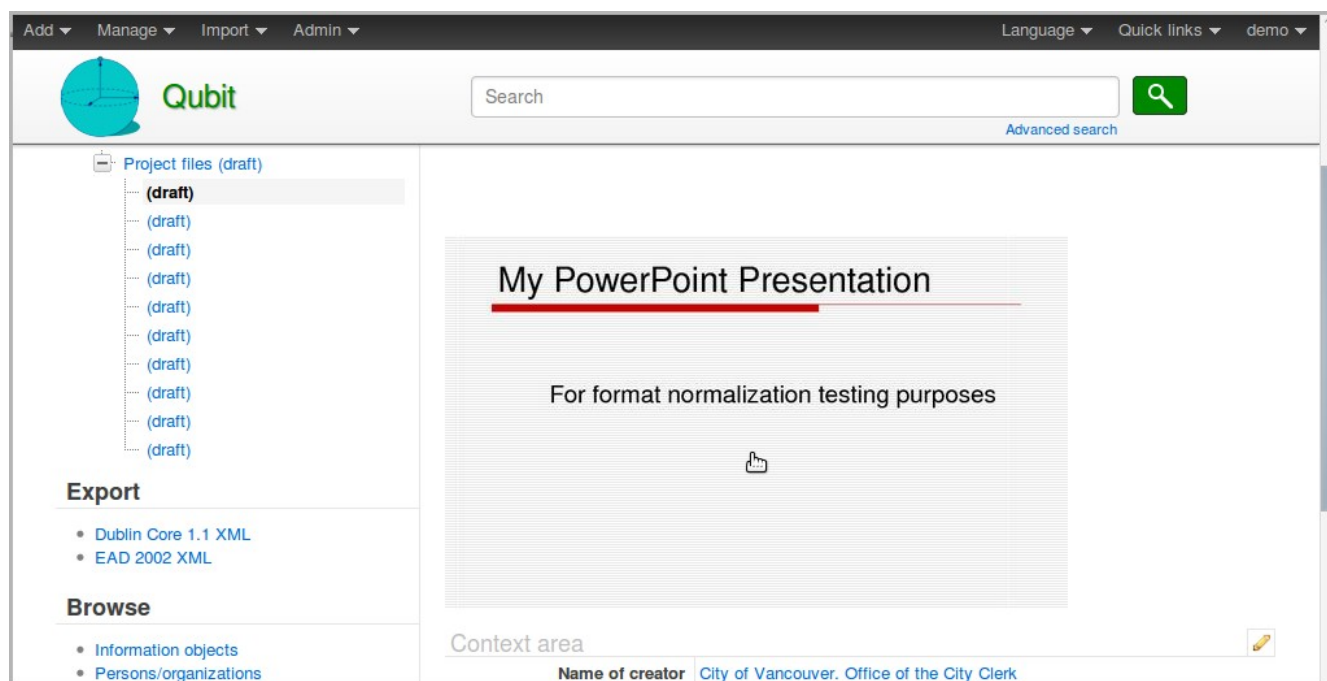 Add Manage Import Admin Language Quick links demo
Qubit
Search
Advanced search
Project files (draft)
(draft)
(draft)
(draft)
(draft)
(draft)
(draft)
(draft)
(draft)
(draft)
(draft)
My PowerPoint Presentation
For format normalization testing purposes
Export
Dublin Core 1.1 XML
EAD 2002 XML
Browse
Information objects
Persons/organizations
Context area
Name of creator City of Vancouver. Office of the City Clerk